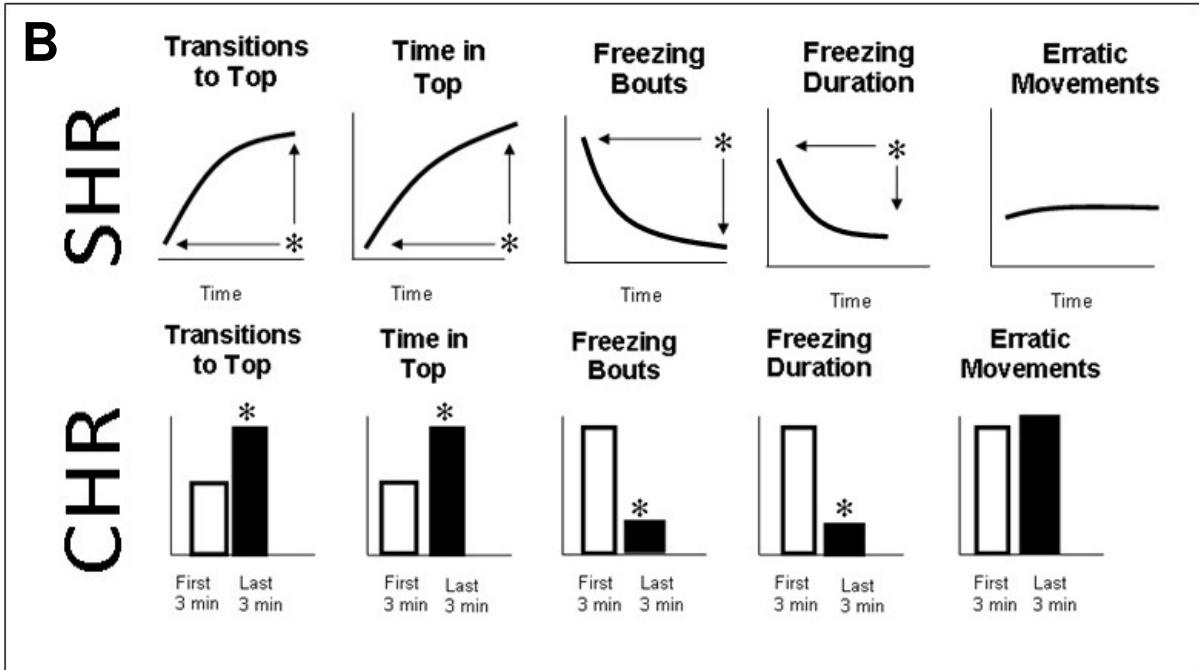 B
SHR
Transitions
to Top
Time in
Top
Freezing
Bouts
Freezing
Duration
Erratic
Movements
*
*
*
*
Time
Time
Time
Time
Time
CHR
Transitions
to Top
Time in
Top
Freezing
Bouts
Freezing
Duration
Erratic
Movements
*
*
*
*
First
3 min
Last
3 min
First
3 min
Last
3 min
First
3 min
Last
3 min
First
3 min
Last
3 min
First
3 min
Last
3 min